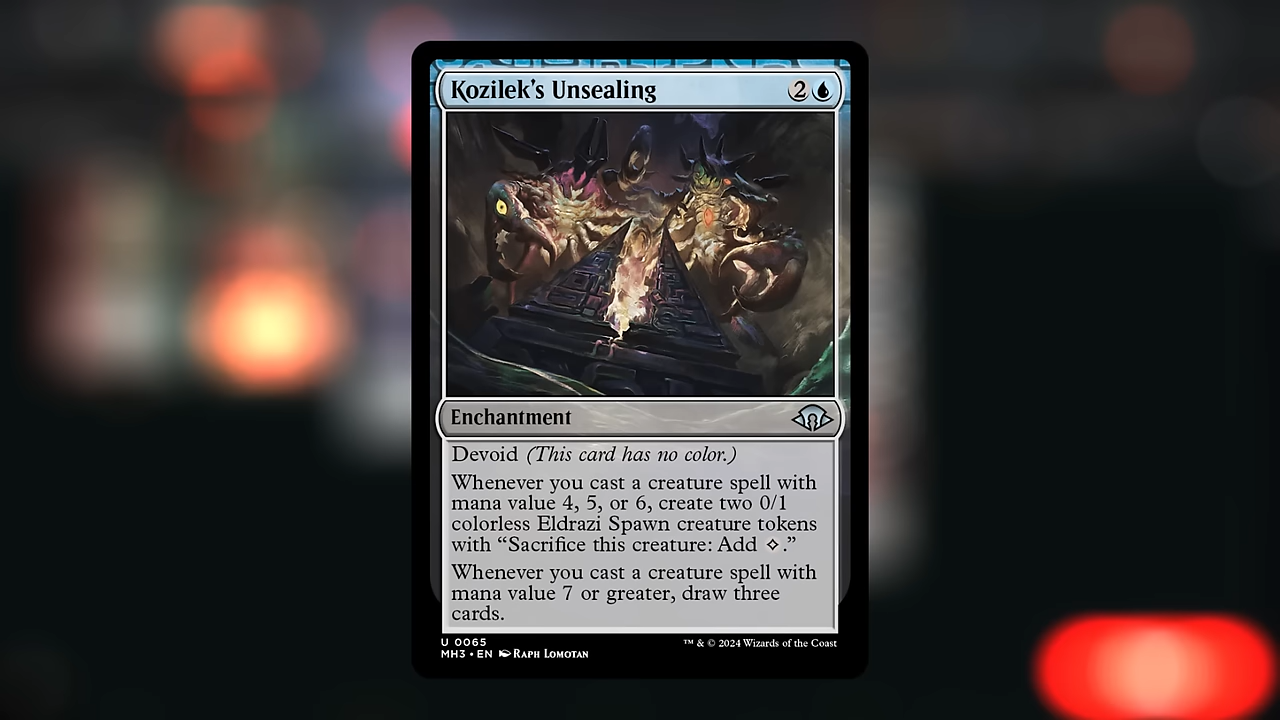 Kozilek's Unsealing 2
Enchantment
Devoid (This card has no color.)
Whenever you cast a creature spell with
mana value 4, 5, or 6, create two 0/1
colorless Eldrazi Spawn creature tokens
with “Sacrifice this creature: Add ◇.”
Whenever you cast a creature spell with
mana value 7 or greater, draw three
cards.
U 0065
™ & © 2024 Wizards of the Coast
MH3 • EN Raph Lomotan